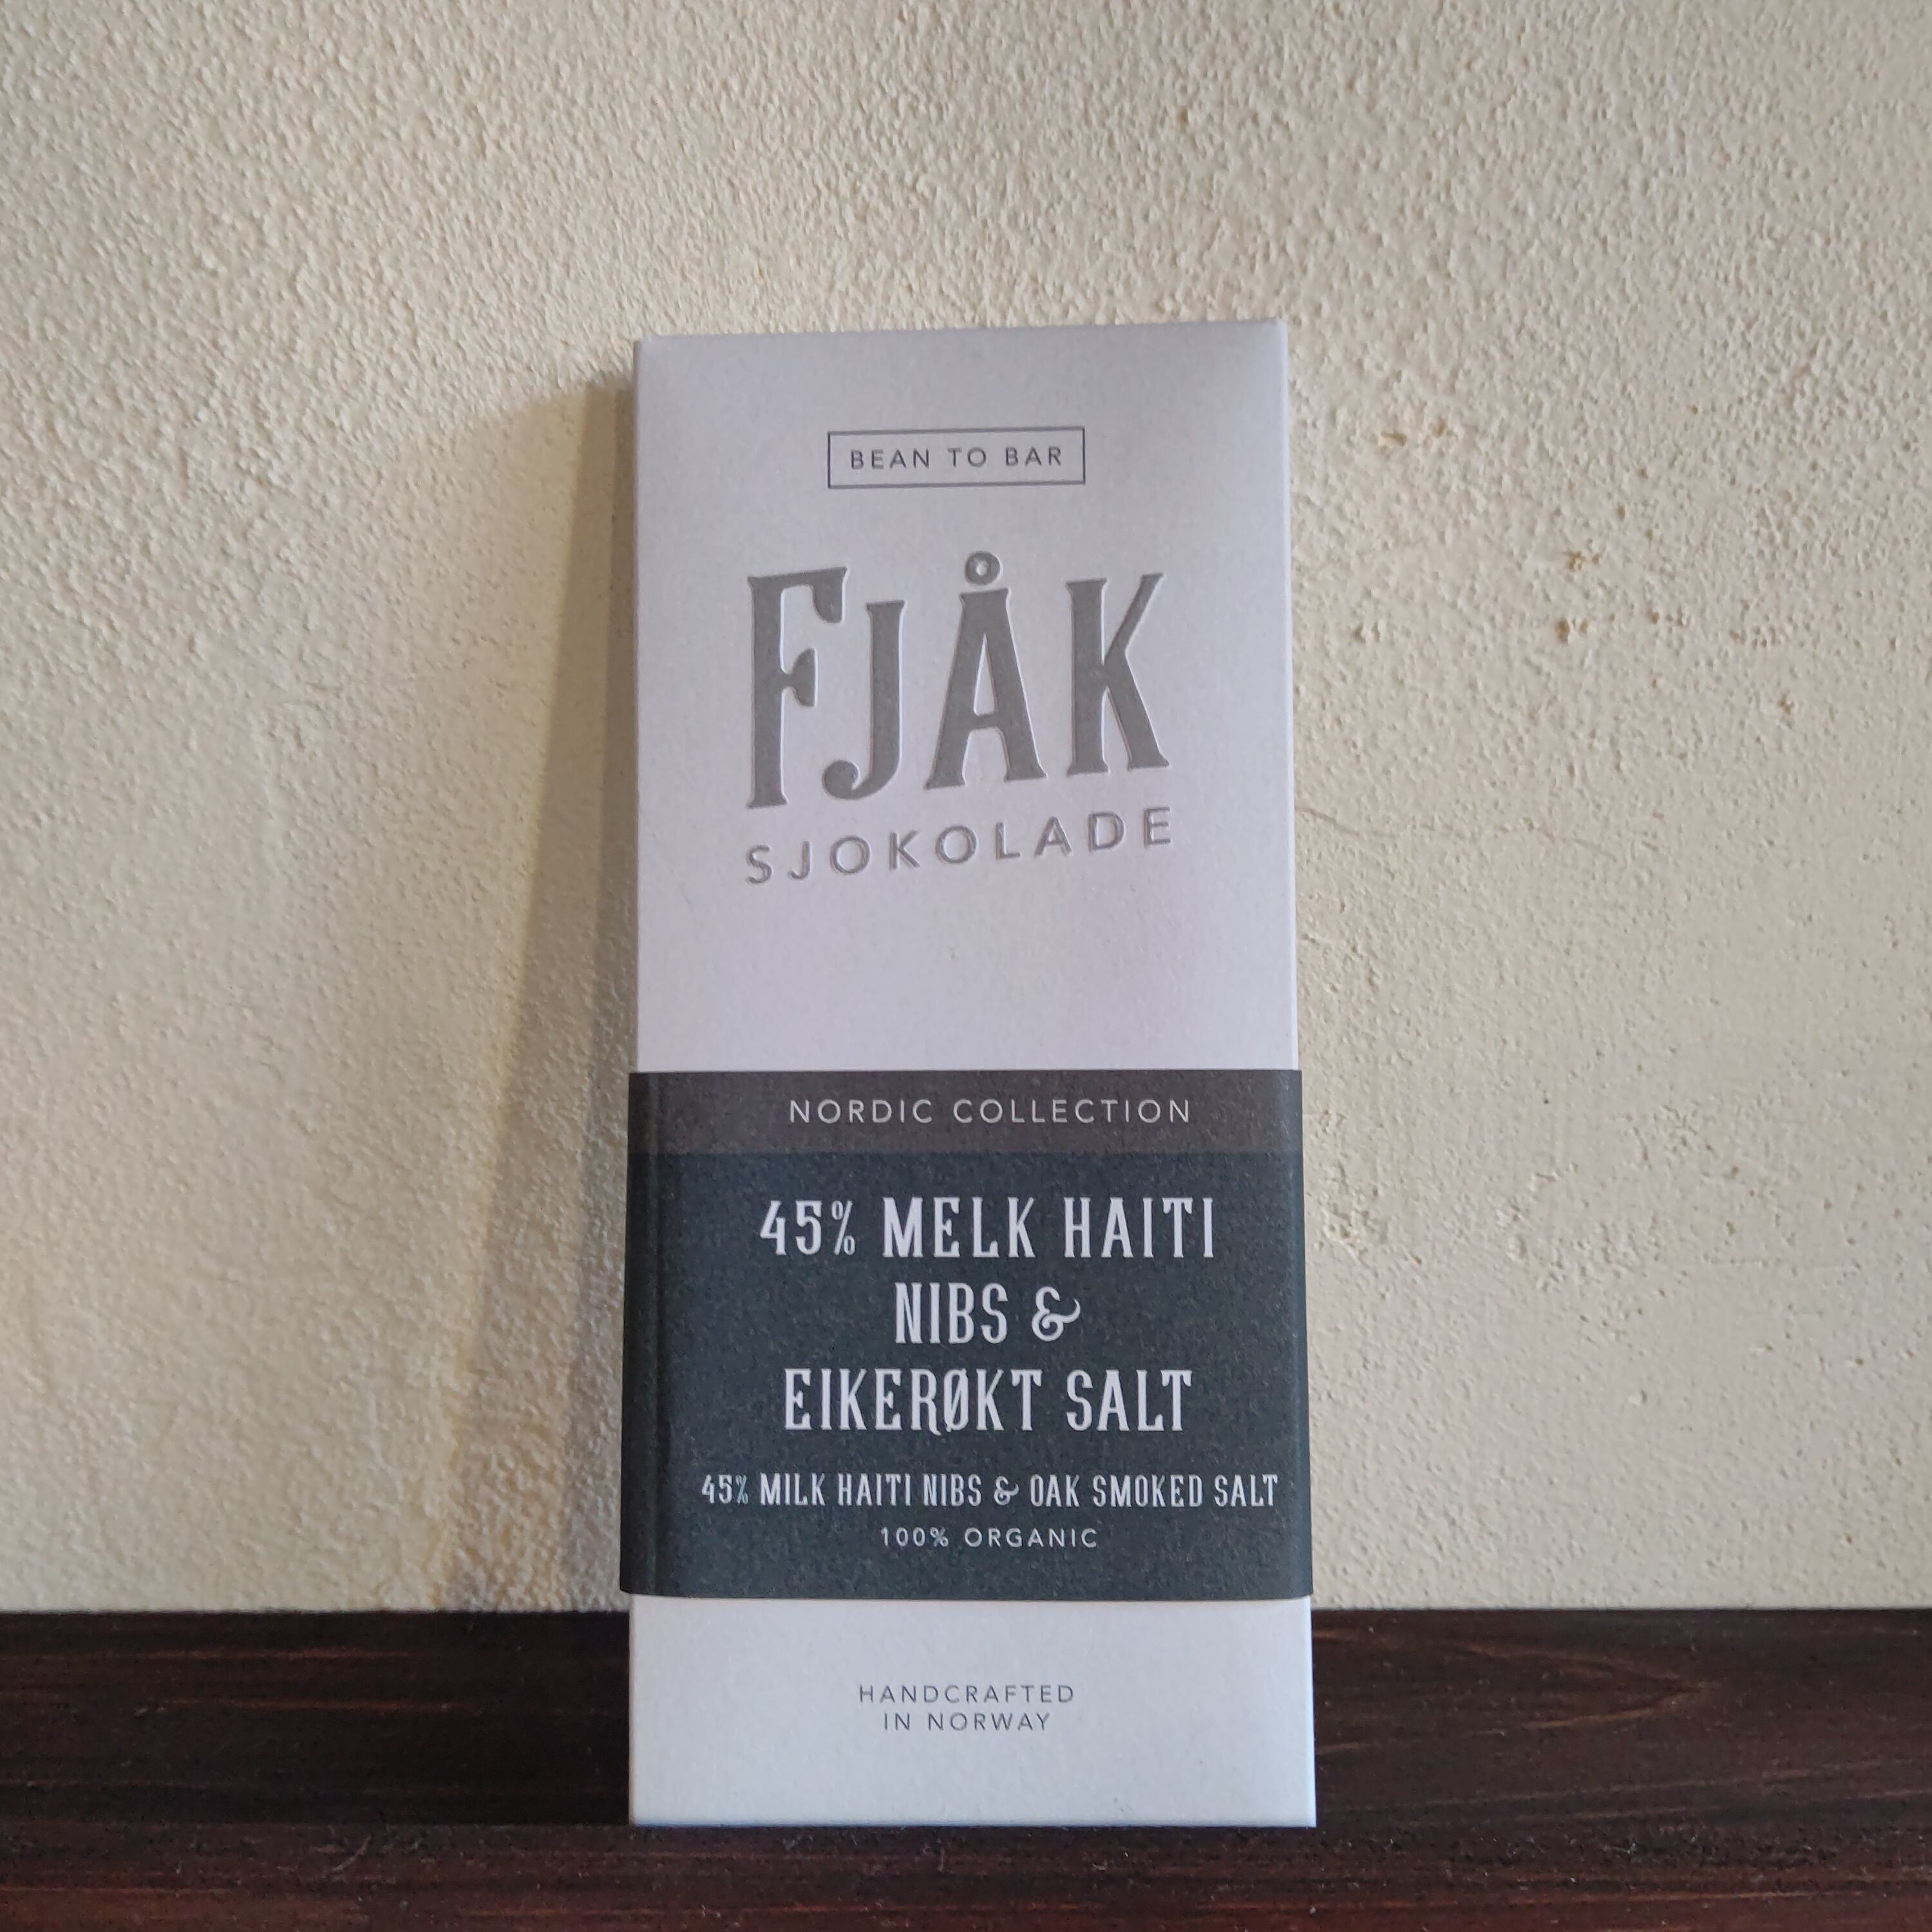 BEAN TO BAR
FJÅK
SJOKOLADE
NORDIC COLLECTION
45% MELK HAITI
NIBS &
EIKERØKT SALT
45% MILK HAITI NIBS & OAK SMOKED SALT
100% ORGANIC
HANDCRAFTED
IN NORWAY